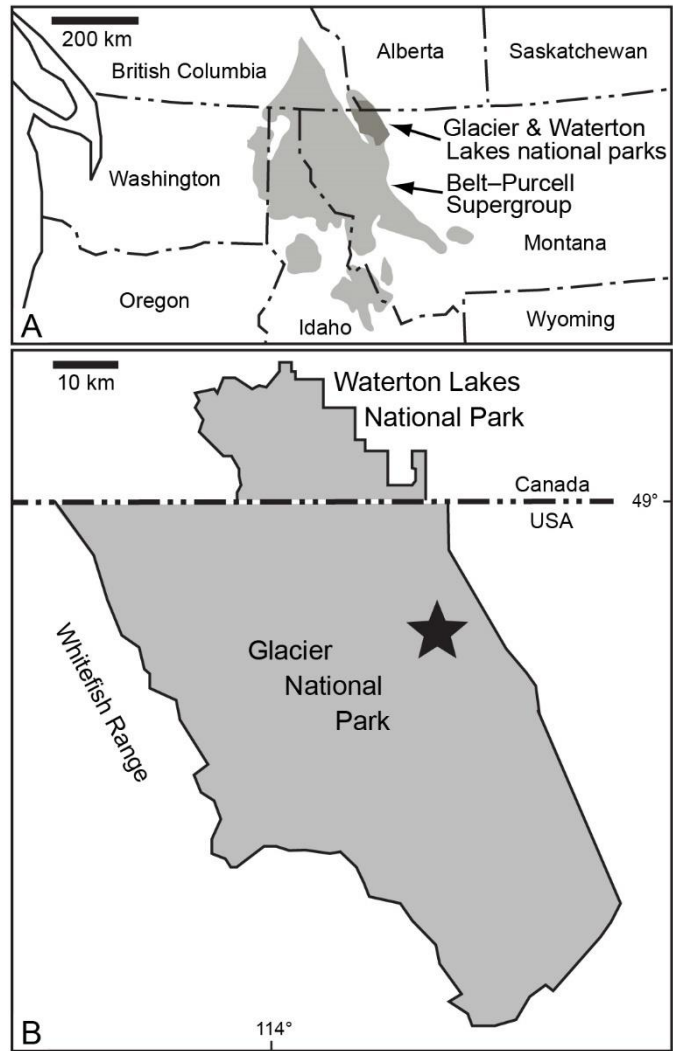 200 km
British Columbia
Alberta
Saskatchewan
Glacier & Waterton
Lakes national parks
Washington
Belt–Purcell
Supergroup
Montana
Oregon
Idaho
Wyoming
A
10 km
Waterton Lakes
National Park
Canada
49°
USA
Whitefish Range
Glacier
National
Park
B
114°